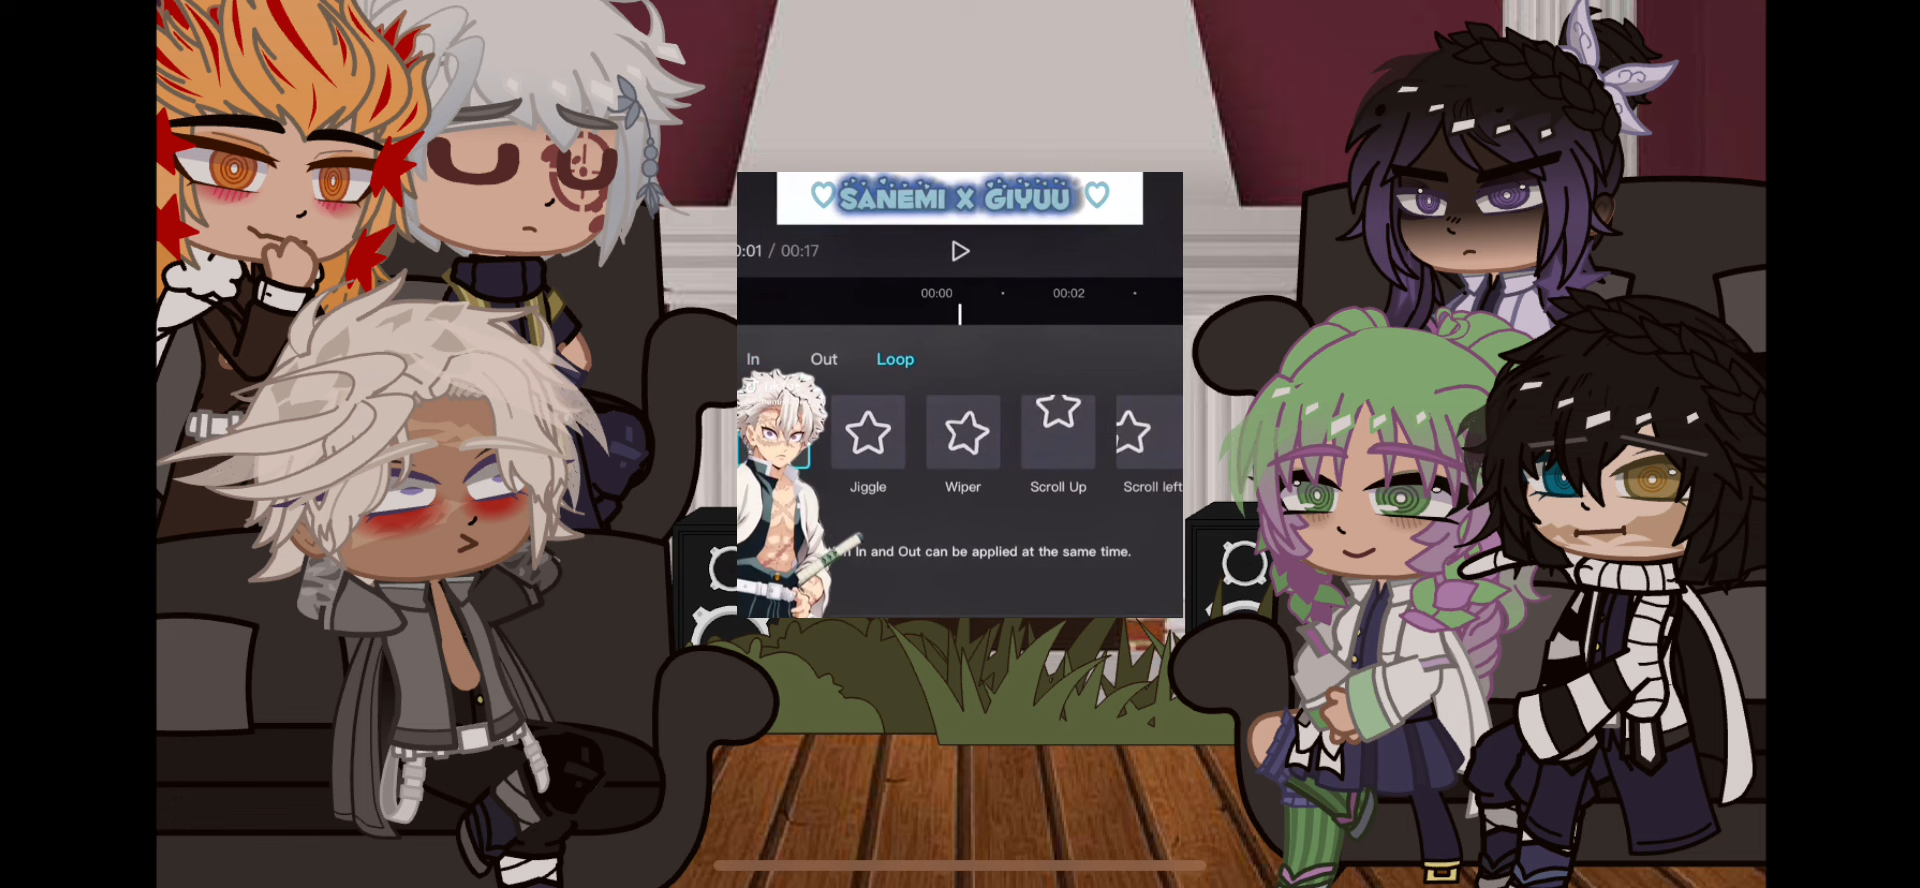 ♡SANEMI X GIYUU♡
0:01 / 00:17
00:00 00:02
In Out Loop
Jiggle Wiper Scroll Up Scroll left
In and Out can be applied at the same time.